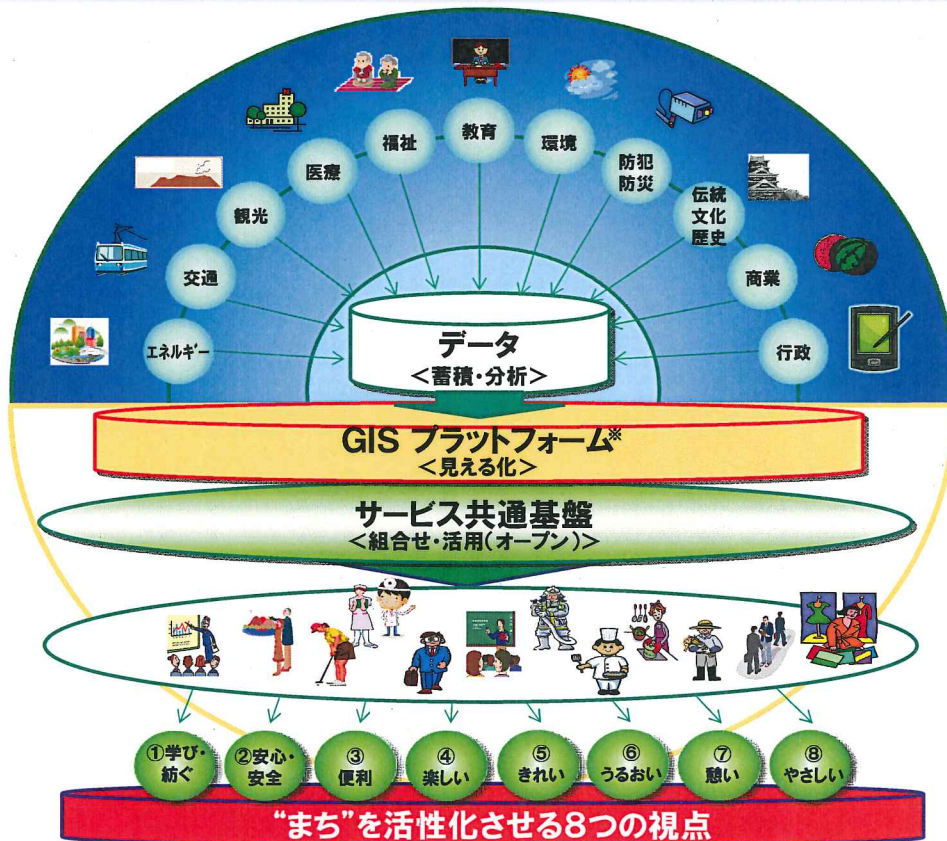 教育
福祉
環境
医療
防犯
防災
観光
伝統
文化
歴史
交通
商業
エネルギー
行政
データ
<蓄積・分析>
GIS プラットフォーム※
<見える化>
サービス共通基盤
<組合せ・活用(オープン)>
①学び・
紡ぐ
②安心・
安全
③
便利
④
楽しい
⑤
きれい
⑥
うるおい
⑦
憩い
⑧
やさしい
“まち”を活性化させる8つの視点